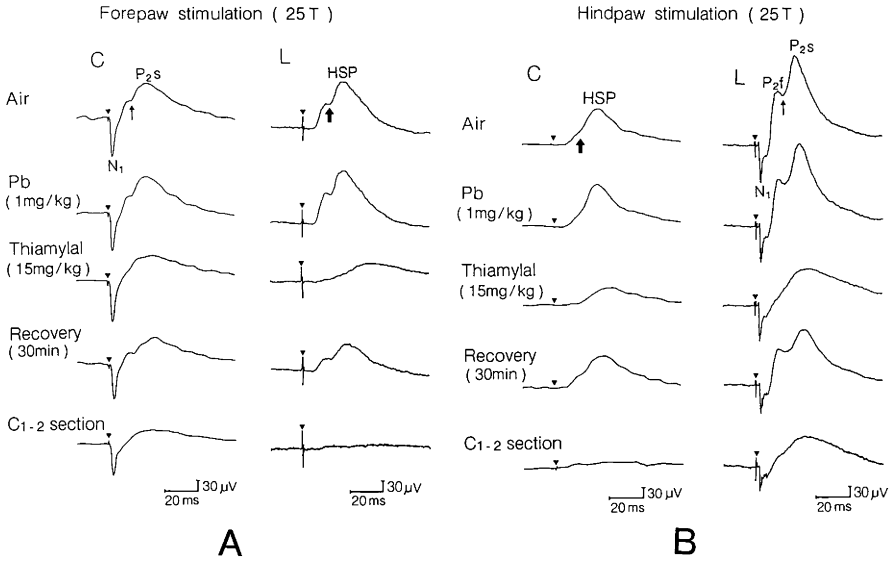 Forepaw stimulation ( 25 T )
C
L
P₂s
HSP
Air
N₁
Pb
( 1mg/kg )
Thiamylal
( 15mg/kg )
Recovery
( 30min )
C₁₋₂ section
30 μV
20 ms
30 μV
20 ms
A
Hindpaw stimulation ( 25 T )
C
L
HSP
P₂f
P₂s
Air
N₁
Pb
( 1mg/kg )
Thiamylal
( 15mg/kg )
Recovery
( 30min )
C₁₋₂ section
30 μV
20 ms
30 μV
20ms
B